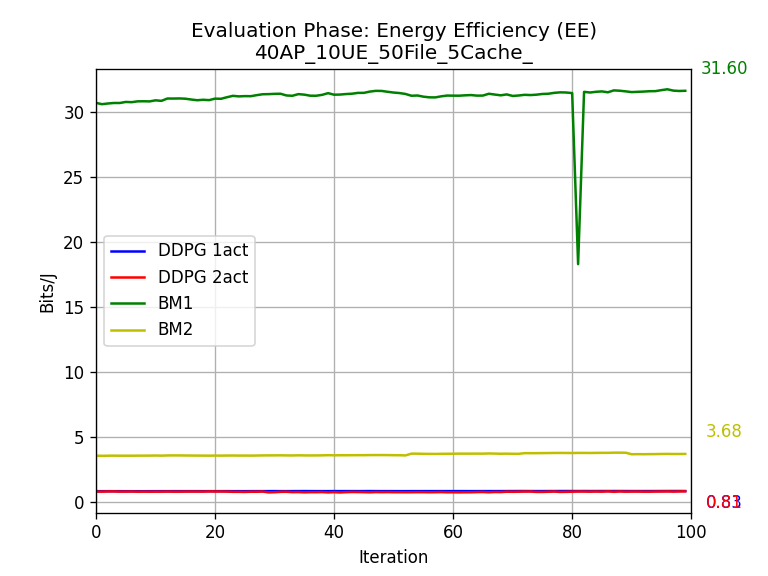 Evaluation Phase: Energy Efficiency (EE)
40AP_10UE_50File_5Cache_
31.60
30
25
20
15
10
5
0
Bits/J
DDPG 1act
DDPG 2act
BM1
BM2
3.68
0
20
40
60
80
100
Iteration